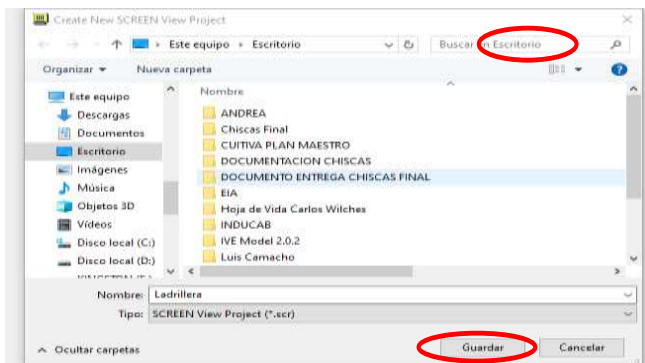 Create New SCREEN View Project
Este equipo > Escritorio
Buscar en Escritorio
Organizar
Nueva carpeta
Este equipo
Descargas
Documentos
Escritorio
Imágenes
Música
Objetos 3D
Vídeos
Disco local (C:)
Disco local (D:)
Nombre
ANDREA
Chiscas Final
CUITIVA PLAN MAESTRO
DOCUMENTACION CHISCAS
DOCUMENTO ENTREGA CHISCAS FINAL
EIA
Hoja de Vida Carlos Wilches
INDUCAB
IVE Model 2.0.2
Luis Camacho
Nombre: Ladrillera
Tipo: SCREEN View Project (*.scr)
Ocultar carpetas
Guardar
Cancelar